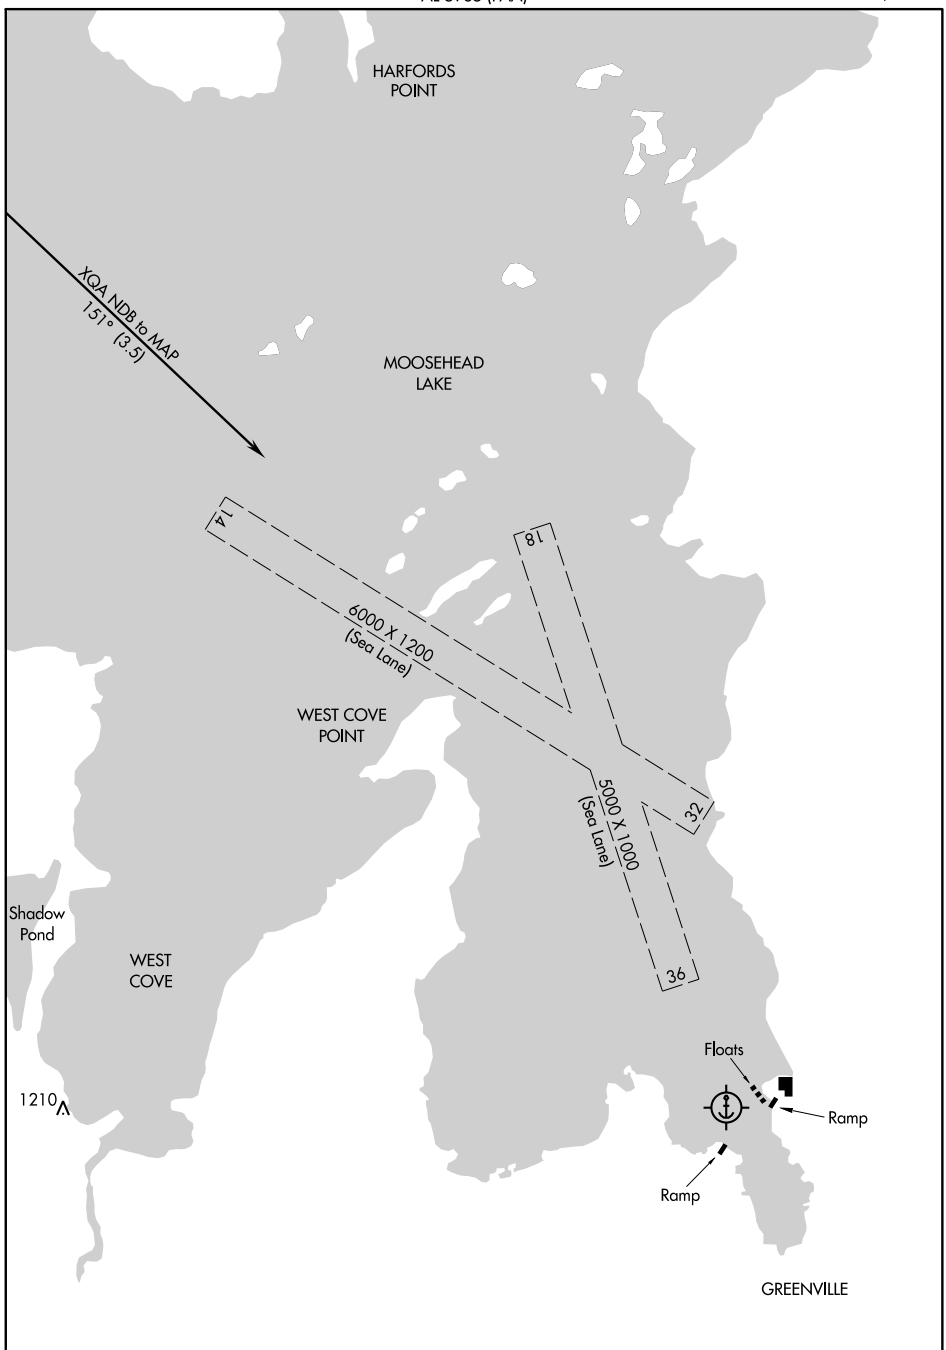 HARFORDS
POINT
XQA NDB to MAP
151° (3.5)
MOOSEHEAD
LAKE
14
18
6000 X 1200
(Sea Lane)
WEST COVE
POINT
5000 X 1000
(Sea Lane)
32
Shadow
Pond
WEST
COVE
36
Floats
1210
Ramp
Ramp
GREENVILLE